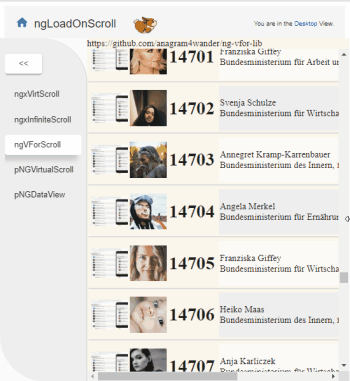 ngLoadOnScroll
You are in the Desktop View.
<<
https://github.com/anagram4wander/ng-vfor-lib
ngxVirtScroll
ngxInfiniteScroll
ngVForScroll
pNGVirtualScroll
pNGDataView
14701
Franziska Giffey
Bundesministerium für Arbeit un
14702
Svenja Schulze
Bundesministerium für Wirtscha
14703
Annegret Kramp-Karrenbauer
Bundesministerium des Innern, f
14704
Angela Merkel
Bundesministerium für Ernährun
14705
Franziska Giffey
Bundesministerium für Wirtscha
14706
Heiko Maas
Bundesministerium des Innern, f
14707
Anja Karliczek